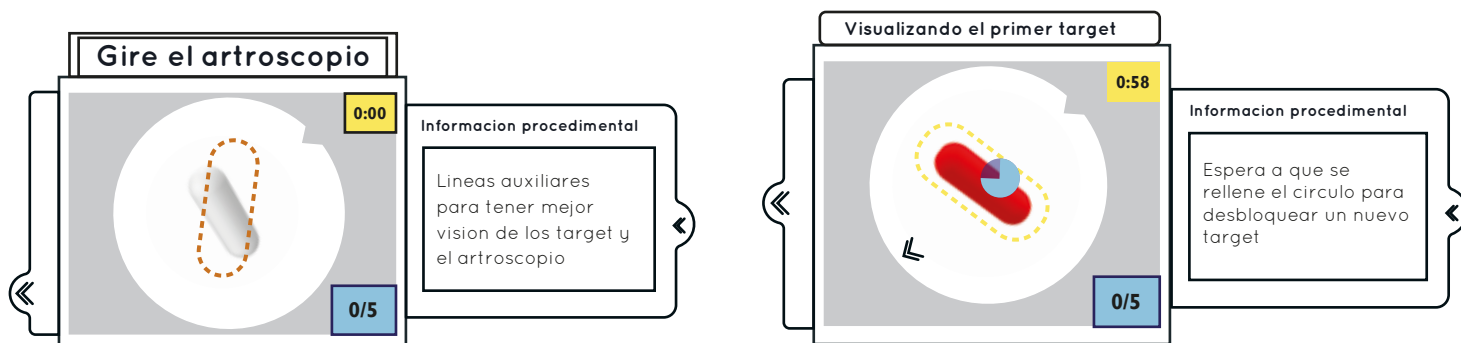 Gire el artroscopio
0:00
Informacion procedimental
Lineas auxiliares
para tener mejor
vision de los target y
el artroscopio
0/5
Visualizando el primer target
0:58
Informacion procedimental
Espera a que se
rellene el circulo para
desbloquear un nuevo
target
0/5